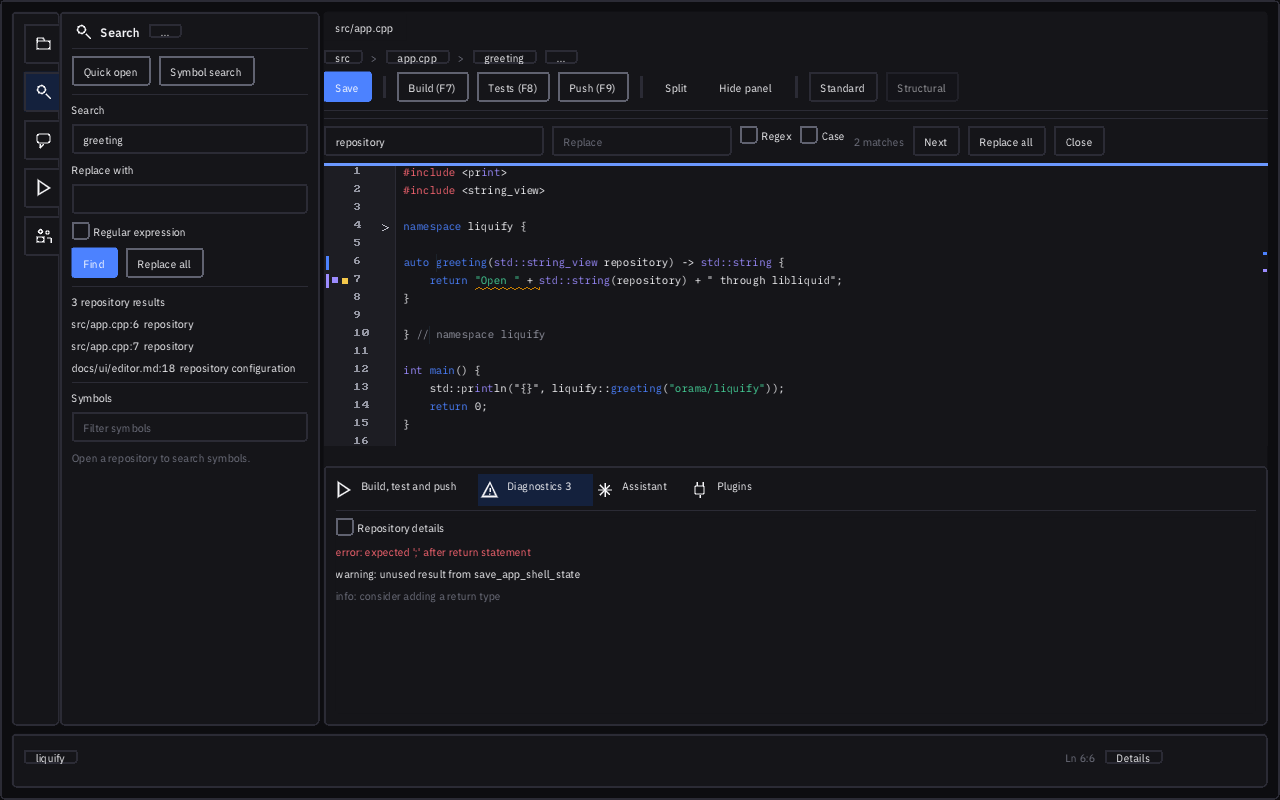 Search ...
Quick open Symbol search
Search
greeting
Replace with
Regular expression
Find Replace all
3 repository results
src/app.cpp:6 repository
src/app.cpp:7 repository
docs/ui/editor.md:18 repository configuration
Symbols
Filter symbols
Open a repository to search symbols.
src/app.cpp
src > app.cpp > greeting ...
Save Build (F7) Tests (F8) Push (F9) Split Hide panel Standard Structural
repository Replace Regex Case 2 matches Next Replace all Close
1 #include <print>
2 #include <string_view>
3
4 > namespace liquify {
5
6 auto greeting(std::string_view repository) -> std::string {
7 return "Open " + std::string(repository) + " through libliquid";
8 }
9
10 } // namespace liquify
11
12 int main() {
13 std::println("{}", liquify::greeting("orama/liquify"));
14 return 0;
15 }
16
Build, test and push Diagnostics 3 Assistant Plugins
Repository details
error: expected ';' after return statement
warning: unused result from save_app_shell_state
info: consider adding a return type
liquify Ln 6:6 Details